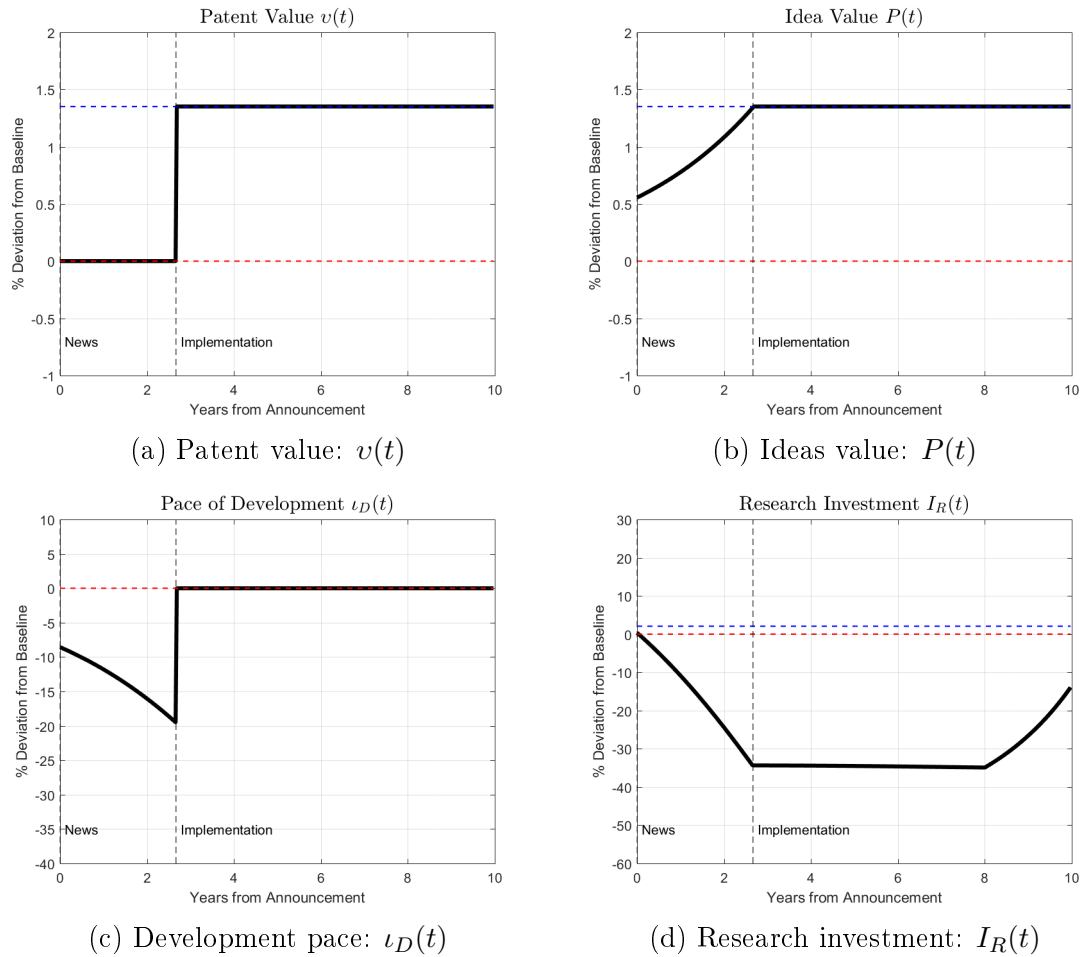 Patent Value υ(t)
% Deviation from Baseline
2
1.5
1
0.5
0
-0.5
-1
News
Implementation
0 2 4 6 8 10
Years from Announcement
(a) Patent value: υ(t)
Idea Value P(t)
% Deviation from Baseline
2
1.5
1
0.5
0
-0.5
-1
News
Implementation
0 2 4 6 8 10
Years from Announcement
(b) Ideas value: P(t)
Pace of Development ι_D(t)
% Deviation from Baseline
10
5
0
-5
-10
-15
-20
-25
-30
-35
-40
News
Implementation
0 2 4 6 8 10
Years from Announcement
(c) Development pace: ι_D(t)
Research Investment I_R(t)
% Deviation from Baseline
30
20
10
0
-10
-20
-30
-40
-50
-60
News
Implementation
0 2 4 6 8 10
Years from Announcement
(d) Research investment: I_R(t)